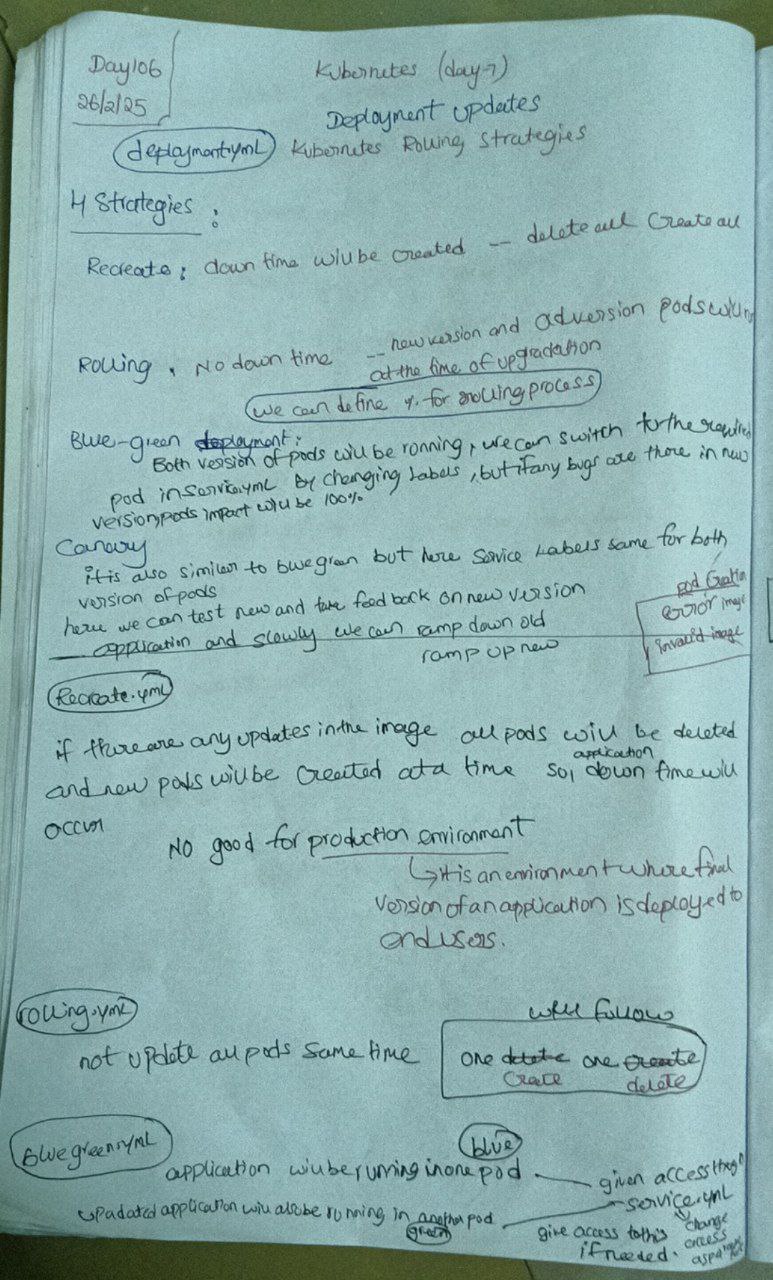 Day106
26/2/25
Kubernetes (day-7)
Deployment updates
deployment.yml Kubernetes Rolling Strategies
4 Strategies :
Recreate : down time will be created -- delete all Create all
Rolling . No down time -- new version and old version pods will run
at the time of upgradation
we can define % for rolling process
Blue-green deployment:
Both version of pods will be running, we can switch to the required
pod in service.yml by changing labels, but if any bugs are there in new
version, pods impact will be 100%
Canary
it is also similar to blue green but here service labels same for both
version of pods
here we can test new and take feed back on new version
application and slowly we can ramp down old
ramp up new
pod
error image
invalid image
Recreate.yml
if there are any updates in the image all pods will be deleted
and new pods will be created at a time so, application down time will
occur
No good for production environment
it is an environment where final
version of an application is deployed to
end users.
rolling.yml
not update all pods same time
will follow
one delete one create
Crate delete
bluegreen.yml
blue
application will be running in one pod given access through
service.yml
Upadated application will also be running in another pod
green
give access to this
if needed.
change
access